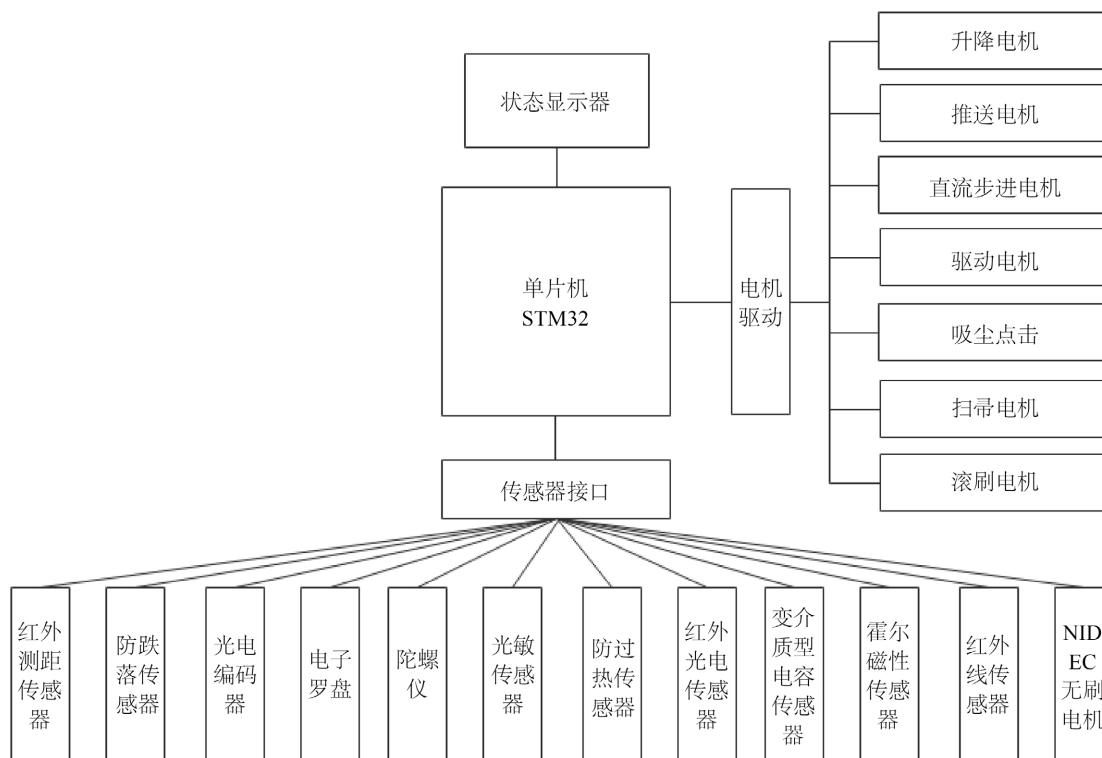 升降电机
状态显示器
推送电机
直流步进电机
驱动电机
单片机
STM32
电机
驱动
吸尘点击
扫帚电机
滚刷电机
传感器接口
红外
测距
传感
器
防跌
落传
感器
光电
编码
器
电子
罗盘
陀螺
仪
光敏
传感
器
防过
热传
感器
红外
光电
传感
器
变介
质型
电容
传感
器
霍尔
磁性
传感
器
红外
线传
感器
NID
EC
无刷
电机